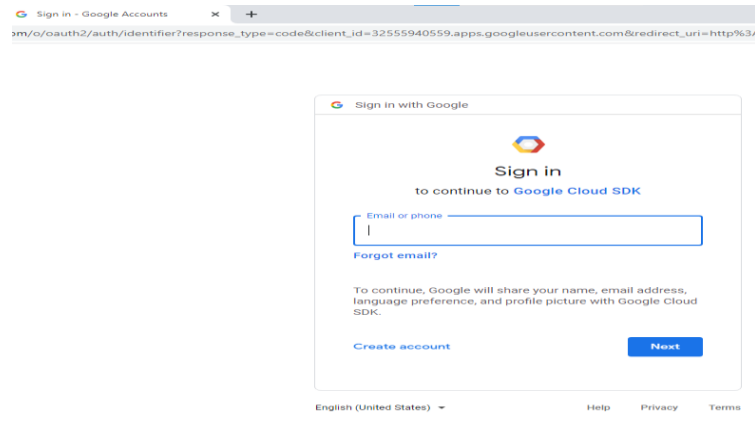 Sign in - Google Accounts
om/o/oauth2/auth/identifier?response_type=code&client_id=32555940559.apps.googleusercontent.com&redirect_uri=http%3A
Sign in with Google
Sign in
to continue to Google Cloud SDK
Email or phone
Forgot email?
To continue, Google will share your name, email address,
language preference, and profile picture with Google Cloud
SDK.
Create account
Next
English (United States)
Help Privacy Terms